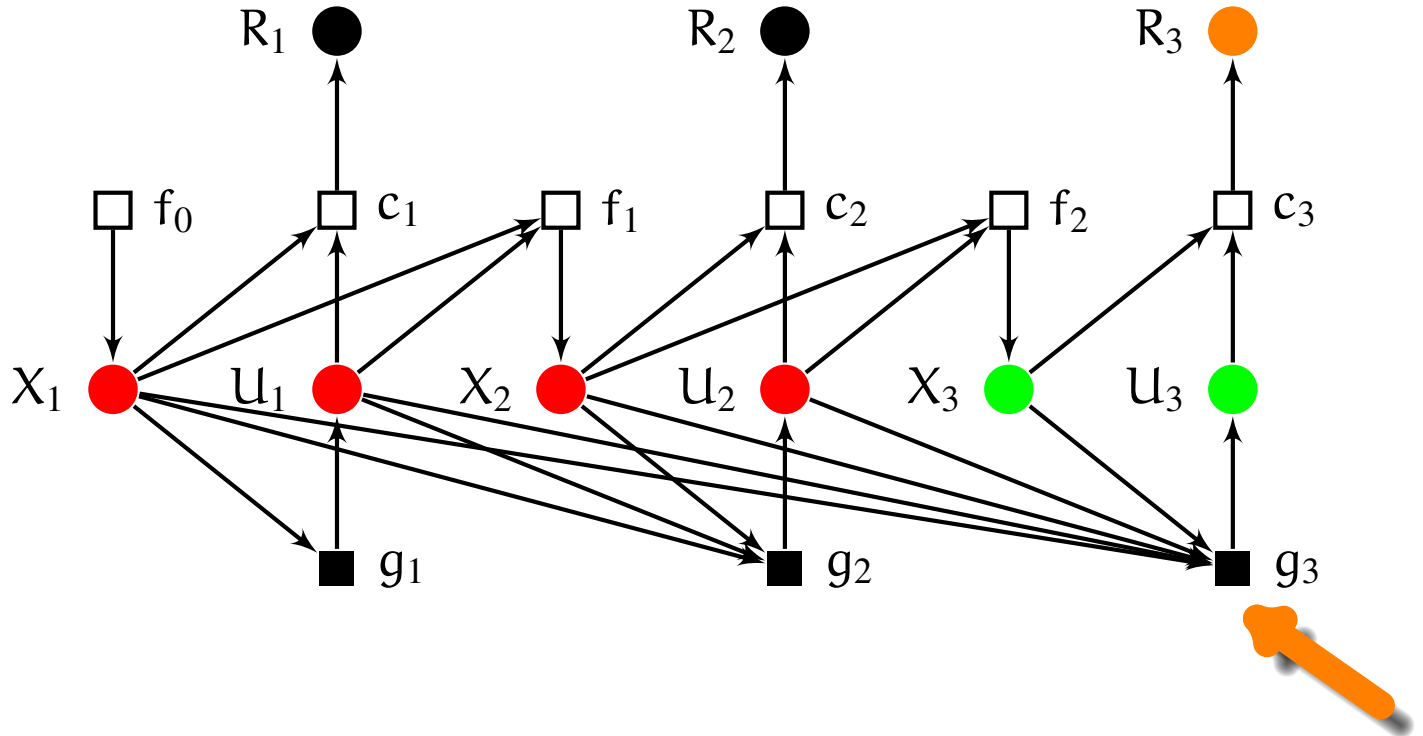 R₁ R₂ R₃
f₀ c₁ f₁ c₂ f₂ c₃
X₁ U₁ X₂ U₂ X₃ U₃
g₁ g₂ g₃